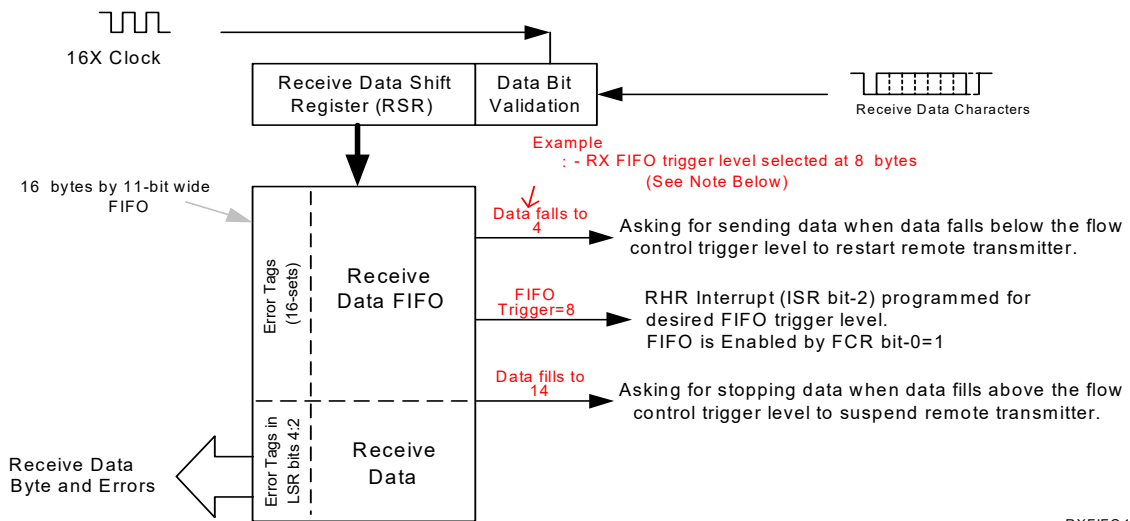 16X Clock
Receive Data Shift
Register (RSR)
Data Bit
Validation
Receive Data Characters
Example
: - RX FIFO trigger level selected at 8 bytes
(See Note Below)
16 bytes by 11-bit wide
FIFO
Error Tags
(16-sets)
Receive
Data FIFO
Data falls to
4
Asking for sending data when data falls below the flow
control trigger level to restart remote transmitter.
FIFO
Trigger=8
RHR Interrupt (ISR bit-2) programmed for
desired FIFO trigger level.
FIFO is Enabled by FCR bit-0=1
Data fills to
14
Asking for stopping data when data fills above the flow
control trigger level to suspend remote transmitter.
Error Tags in
LSR bits 4:2
Receive
Data
Receive Data
Byte and Errors